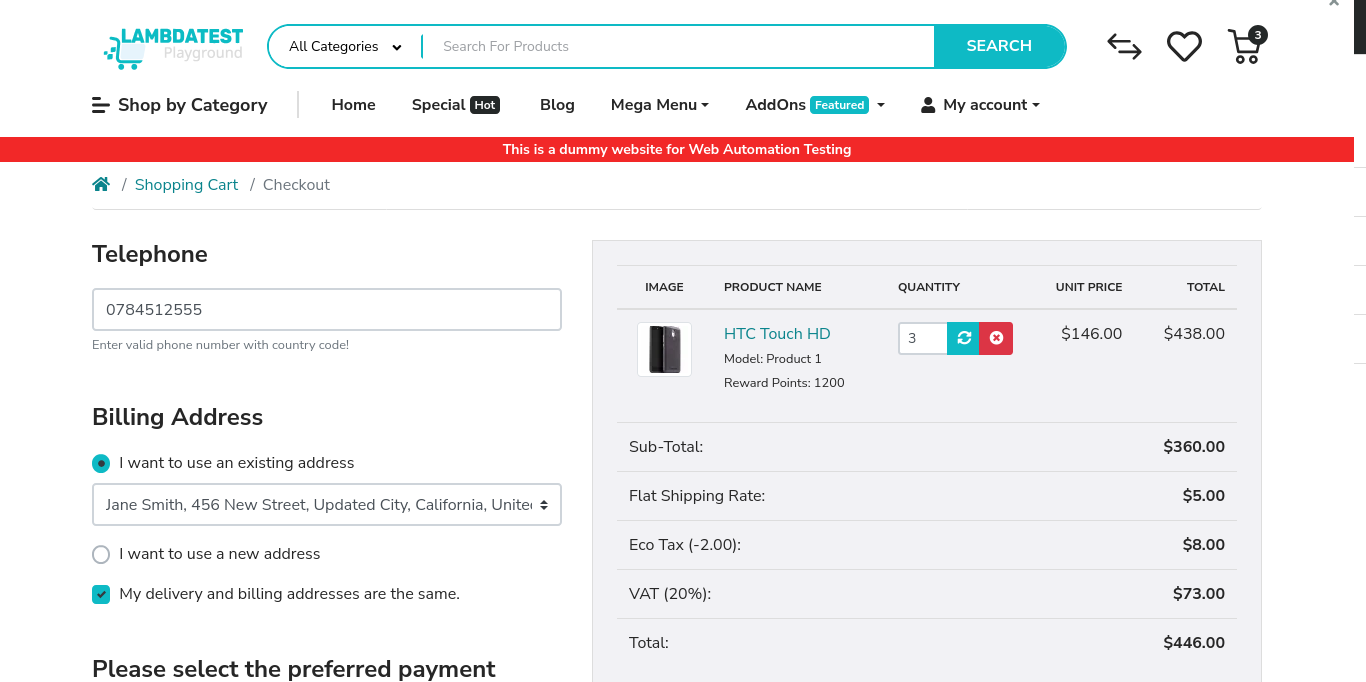 LAMBDATEST
Playground
All Categories
Search For Products
SEARCH
3
Shop by Category
Home
Special Hot
Blog
Mega Menu
AddOns Featured
My account
This is a dummy website for Web Automation Testing
/ Shopping Cart / Checkout
Telephone
0784512555
Enter valid phone number with country code!
Billing Address
I want to use an existing address
Jane Smith, 456 New Street, Updated City, California, United
I want to use a new address
My delivery and billing addresses are the same.
Please select the preferred payment
IMAGE PRODUCT NAME QUANTITY UNIT PRICE TOTAL
HTC Touch HD 3 $146.00 $438.00
Model: Product 1
Reward Points: 1200
Sub-Total: $360.00
Flat Shipping Rate: $5.00
Eco Tax (-2.00): $8.00
VAT (20%): $73.00
Total: $446.00